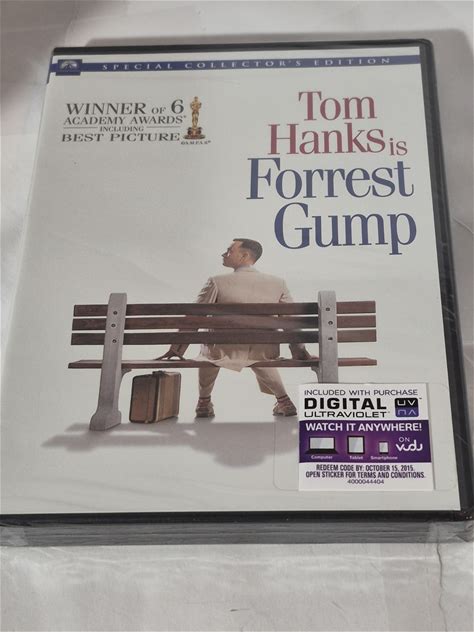 SPECIAL COLLECTOR'S EDITION
WINNER OF 6
ACADEMY AWARDS®
INCLUDING
BEST PICTURE
©A.M.P.A.S.®
Tom
Hanks is
Forrest
Gump
INCLUDED WITH PURCHASE
DIGITAL UV
ULTRAVIOLET
WATCH IT ANYWHERE!
Computer Tablet Smartphone
ON
VUDU
REDEEM CODE BY: OCTOBER 15, 2015.
OPEN STICKER FOR TERMS AND CONDITIONS.
4000044404